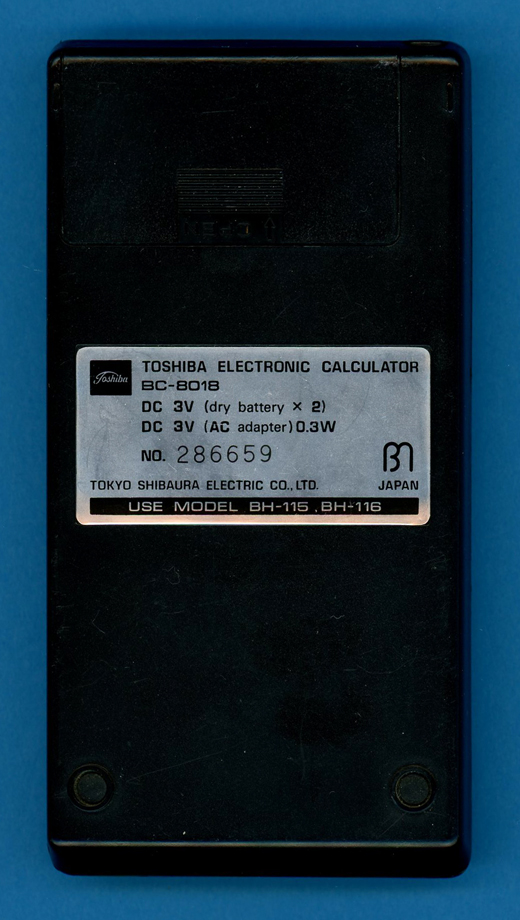 OPEN
Toshiba
TOSHIBA ELECTRONIC CALCULATOR
BC-8018
DC 3V (dry battery × 2)
DC 3V (AC adapter) 0.3W
NO. 286659
TOKYO SHIBAURA ELECTRIC CO., LTD. JAPAN
USE MODEL BH-115, BH-116